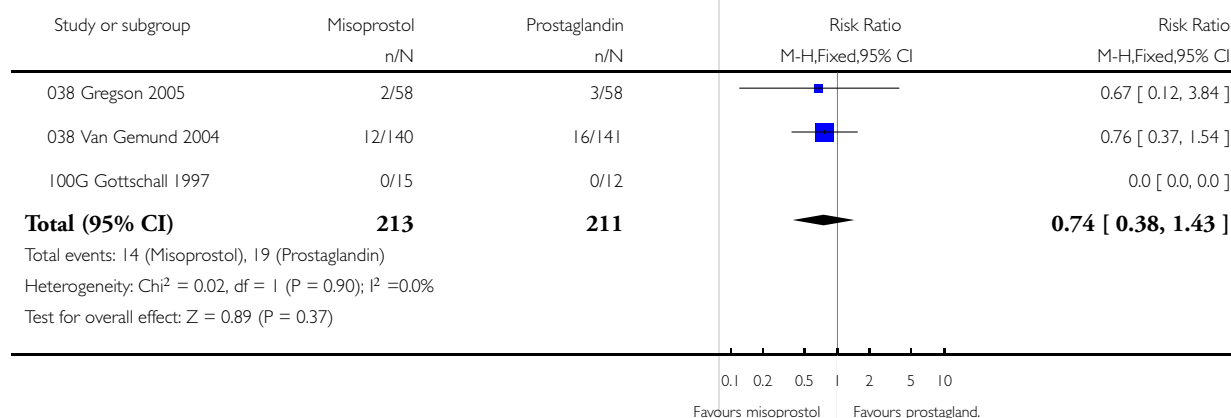 Study or subgroup Misoprostol Prostaglandin Risk Ratio Risk Ratio
n/N n/N M-H,Fixed,95% CI M-H,Fixed,95% CI
038 Gregson 2005 2/58 3/58 0.67 [ 0.12, 3.84 ]
038 Van Gemund 2004 12/140 16/141 0.76 [ 0.37, 1.54 ]
100G Gottschall 1997 0/15 0/12 0.0 [ 0.0, 0.0 ]
Total (95% CI) 213 211 0.74 [ 0.38, 1.43 ]
Total events: 14 (Misoprostol), 19 (Prostaglandin)
Heterogeneity: Chi² = 0.02, df = 1 (P = 0.90); I² =0.0%
Test for overall effect: Z = 0.89 (P = 0.37)
0.1 0.2 0.5 1 2 5 10
Favours misoprostol Favours prostagland.